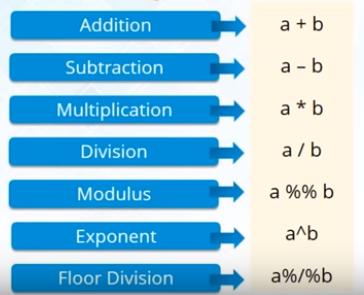 Addition a + b
Subtraction a – b
Multiplication a * b
Division a / b
Modulus a %% b
Exponent a^b
Floor Division a%/%b